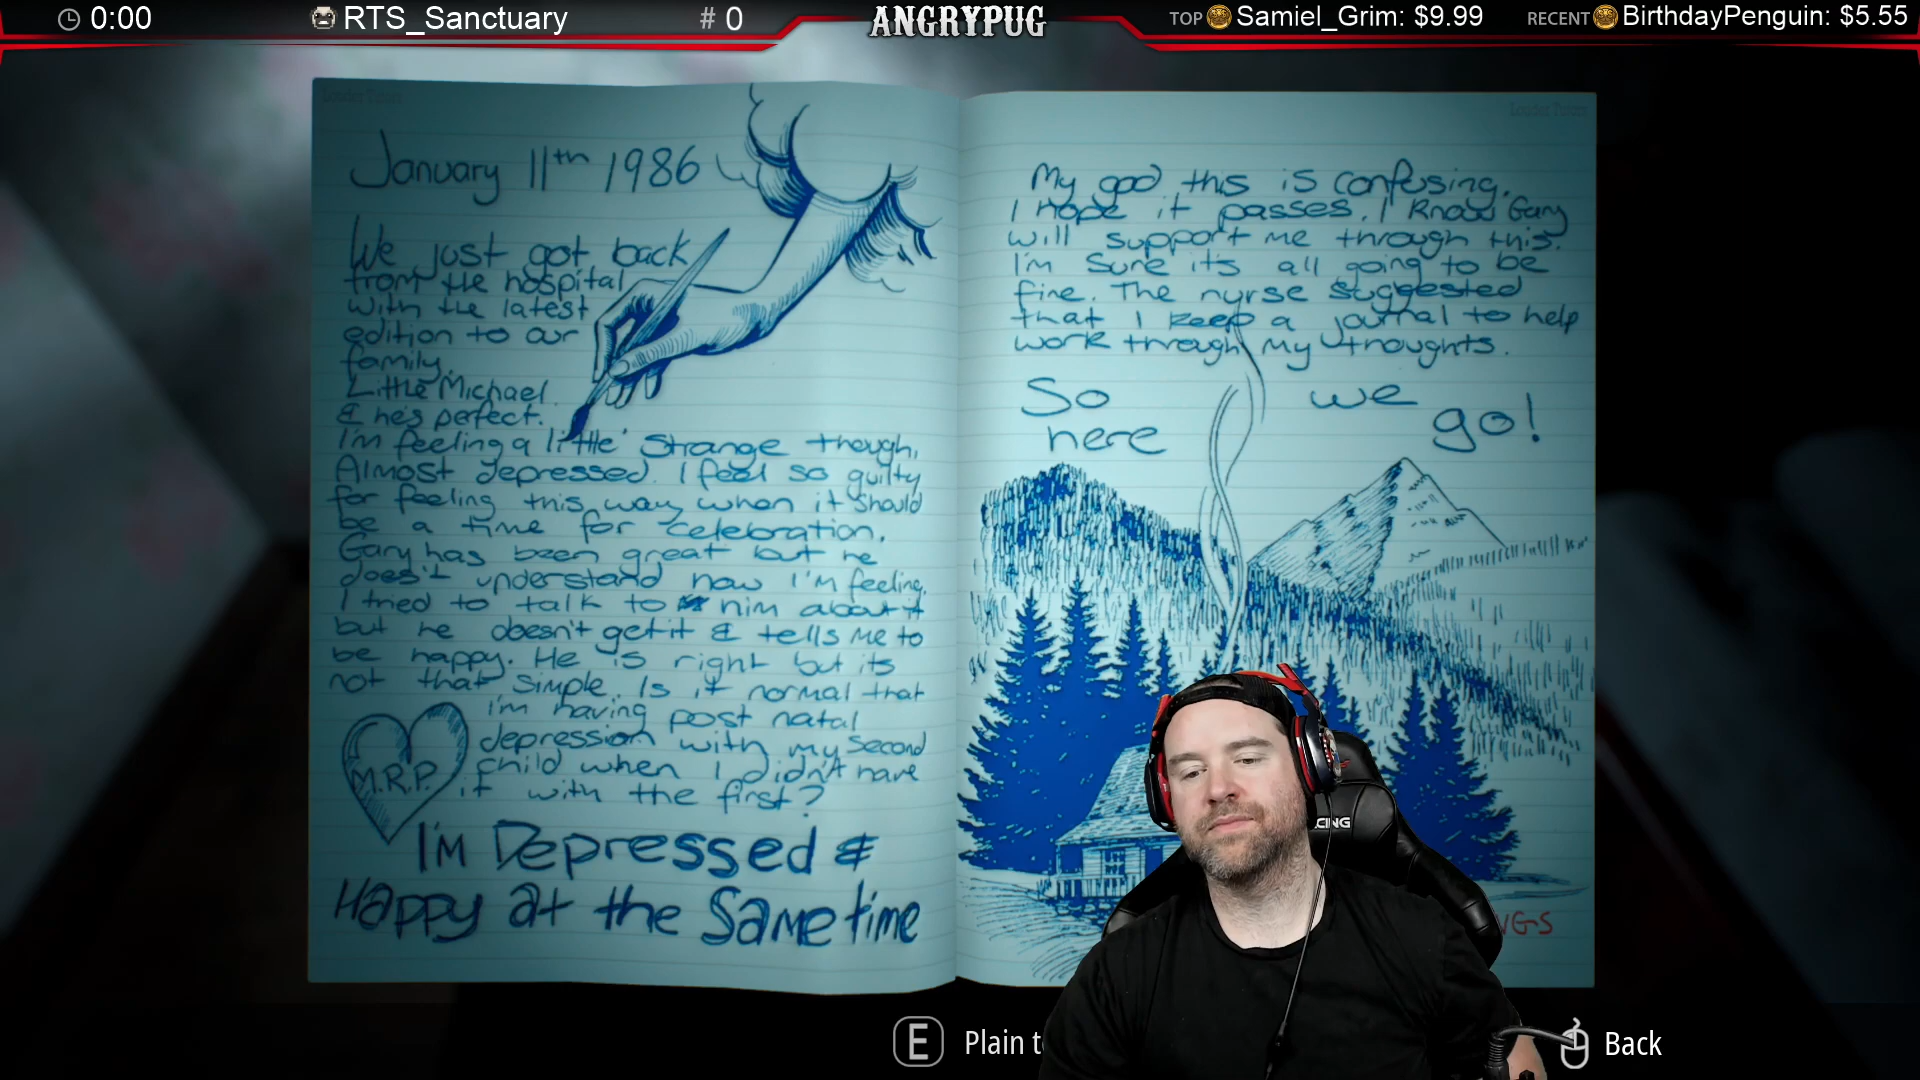 0:00
RTS_Sanctuary
# 0
ANGRYPUG
TOP Samiel_Grim: $9.99
RECENT BirthdayPenguin: $5.55
January 11th 1986
We just got back
from the hospital
with the latest
edition to our
family.
Little Michael
& he's perfect.
I'm feeling a little strange though,
Almost depressed. I feel so guilty
for feeling this way when it should
be a time for celebration.
Gary has been great but he
does't understand how I'm feeling.
I tried to talk to him about it
but he doesn't get it & tells me to
be happy. He is right but its
not that simple. Is it normal that
i'm having post natal
depression with my second
child when I didn't have
it with the first?
M.R.P.
I'm Depressed &
Happy at the Same time
My god this is confusing.
I hope it passes. I know Gary
will support me through this.
I'm sure it's all going to be
fine. The nurse suggested
that I keep a journal to help
work through my thoughts.
So we
here go!
NGS
CING
E Plain t
Back